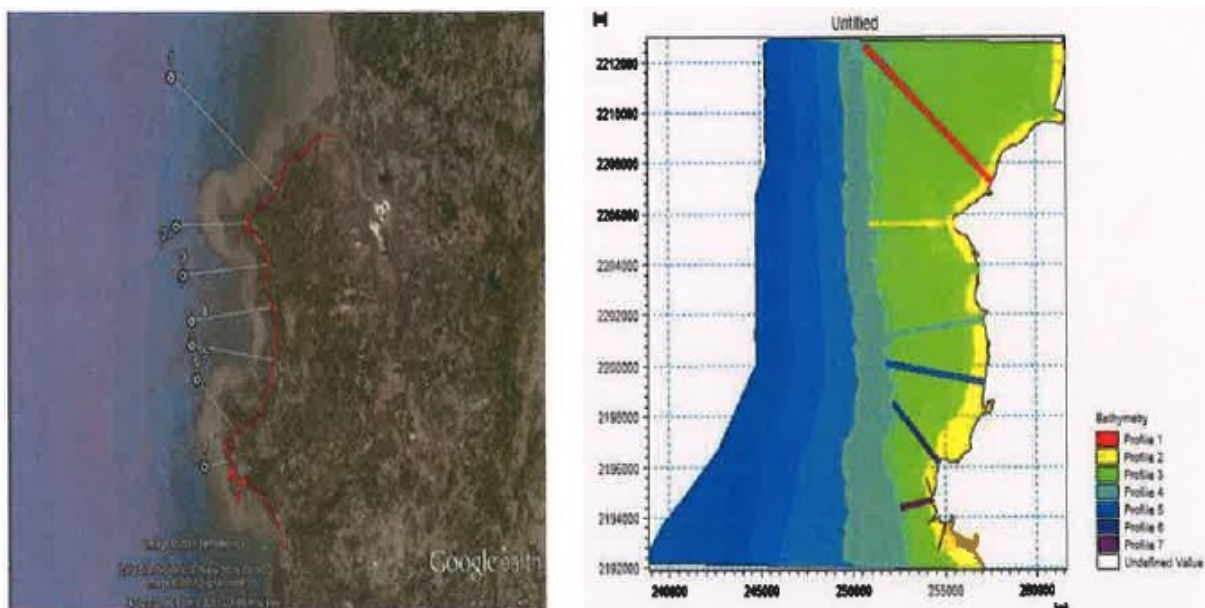 1
2
3
4
5
6
Google earth
Untitled
2212000
2210000
2208000
2206000
2204000
2202000
2200000
2198000
2196000
2194000
2192000
240000
245000
250000
255000
260000
Bathymetry
Profile 1
Profile 2
Profile 3
Profile 4
Profile 5
Profile 6
Profile 7
Undefined Value